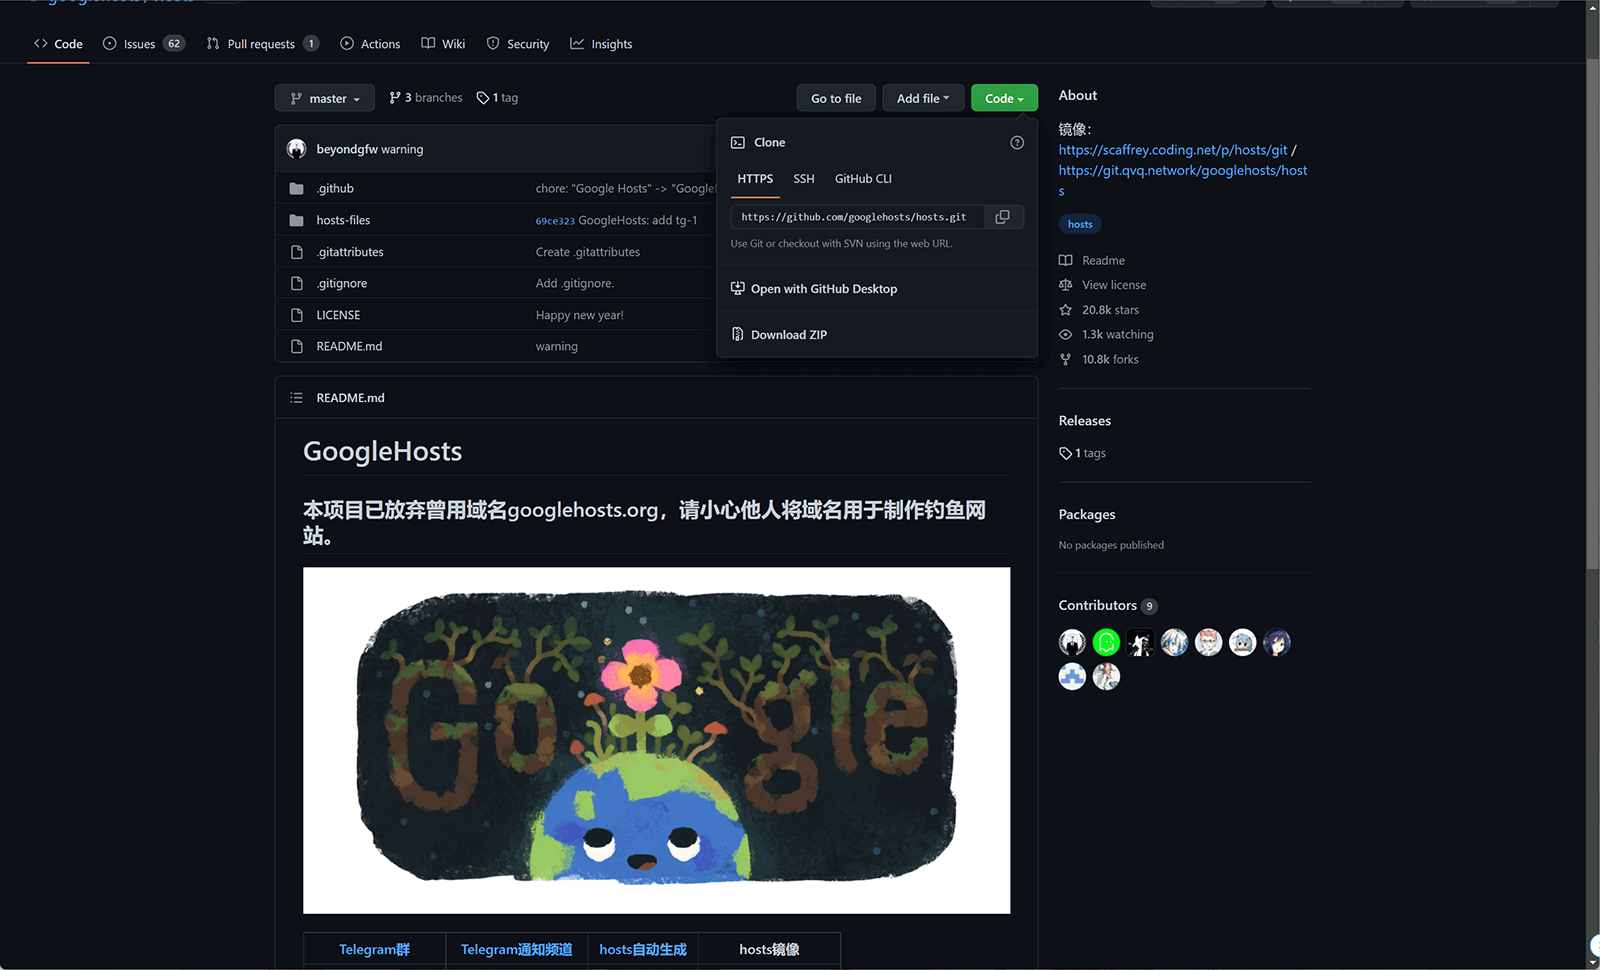 Code Issues 62 Pull requests 1 Actions Wiki Security Insights
master 3 branches 1 tag Go to file Add file Code
beyondgfw warning
.github chore: "Google Hosts" -> "Googlel
hosts-files 69ce323 GoogleHosts: add tg-1
.gitattributes Create .gitattributes
.gitignore Add .gitignore.
LICENSE Happy new year!
README.md warning
Clone
HTTPS SSH GitHub CLI
https://github.com/googlehosts/hosts.git
Use Git or checkout with SVN using the web URL.
Open with GitHub Desktop
Download ZIP
README.md
GoogleHosts
本项目已放弃曾用域名googlehosts.org，请小心他人将域名用于制作钓鱼网
站。
Google
Telegram群 Telegram通知频道 hosts自动生成 hosts镜像
About
镜像：
https://scaffrey.coding.net/p/hosts/git /
https://git.qvq.network/googlehosts/host
s
hosts
Readme
View license
20.8k stars
1.3k watching
10.8k forks
Releases
1 tags
Packages
No packages published
Contributors 9